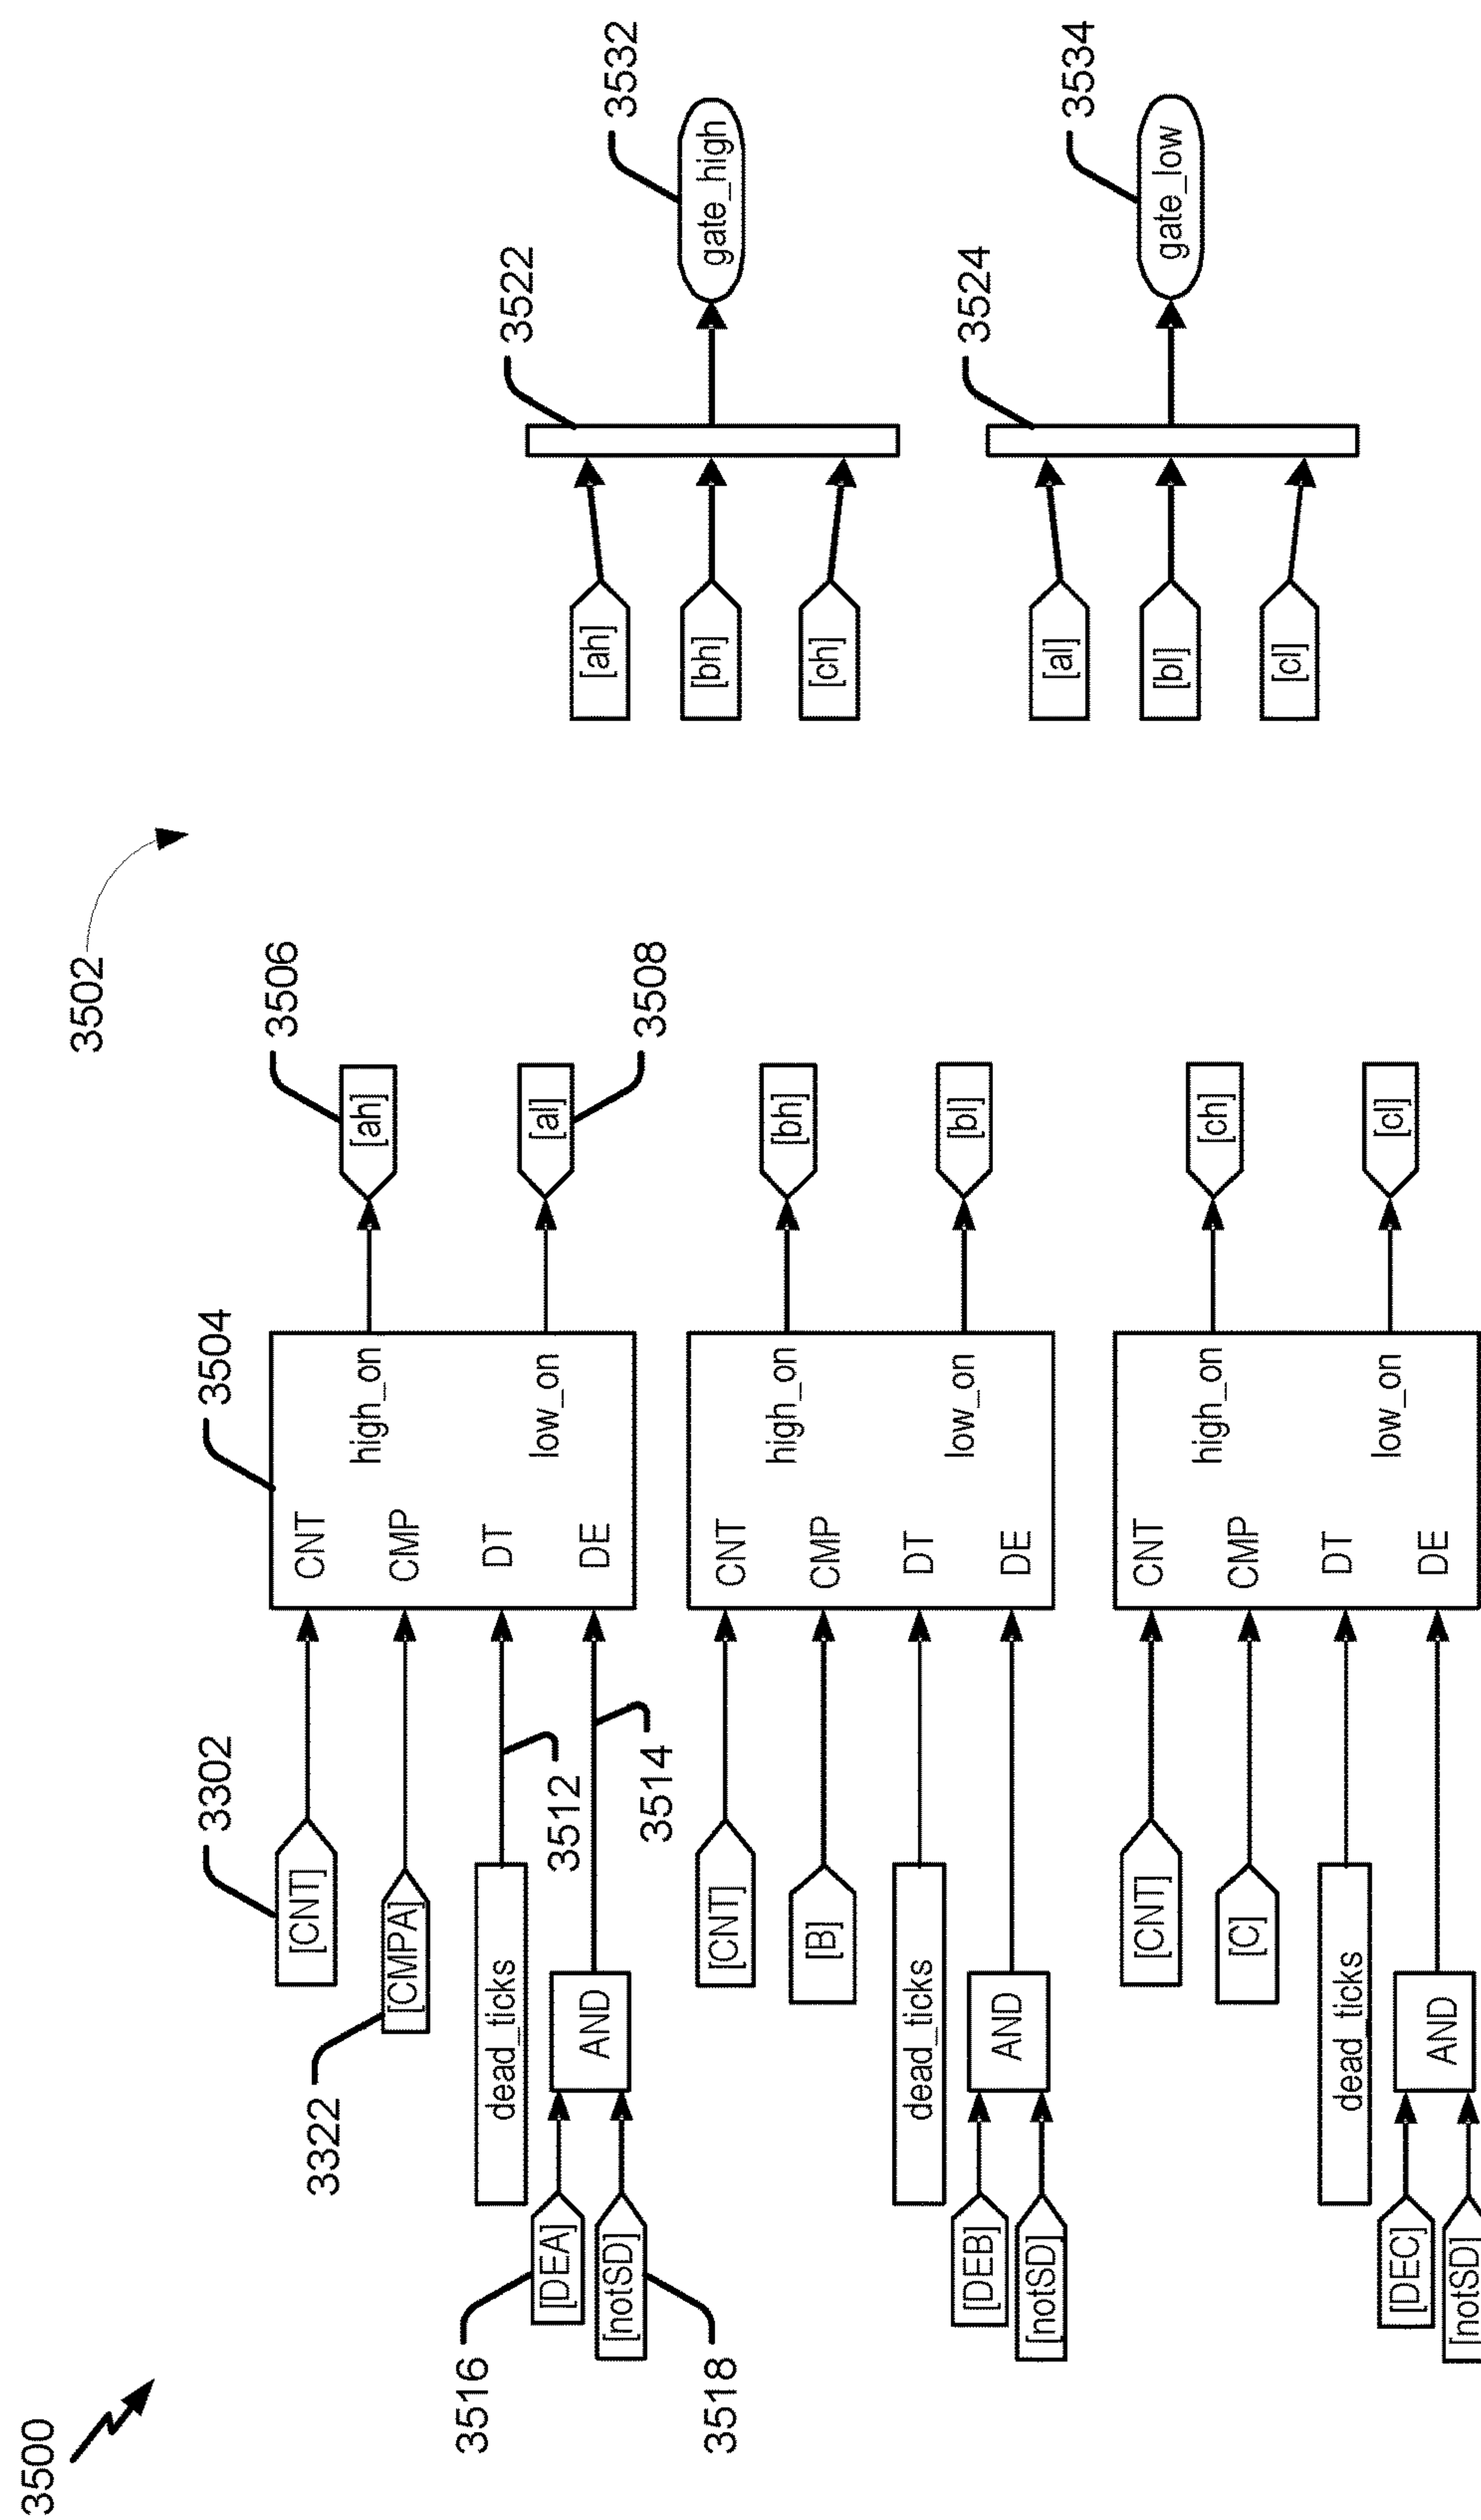 3500
3502
3302
3504
3506
[CNT]
CNT
high_on
[ah]
3322
[CMPA]
CMP
dead_ticks
3512
DT
low_on
[al]
3508
3516
[DEA]
AND
3514
DE
[notSD]
3518
[CNT]
CNT
high_on
[bh]
[B]
CMP
dead_ticks
DT
low_on
[bl]
[DEB]
AND
DE
[notSD]
[CNT]
CNT
high_on
[ch]
[C]
CMP
dead_ticks
DT
low_on
[cl]
[DEC]
AND
DE
[notSD]
3522
3532
[ah]
[bh]
gate_high
[ch]
3524
3534
[al]
[bl]
gate_low
[cl]